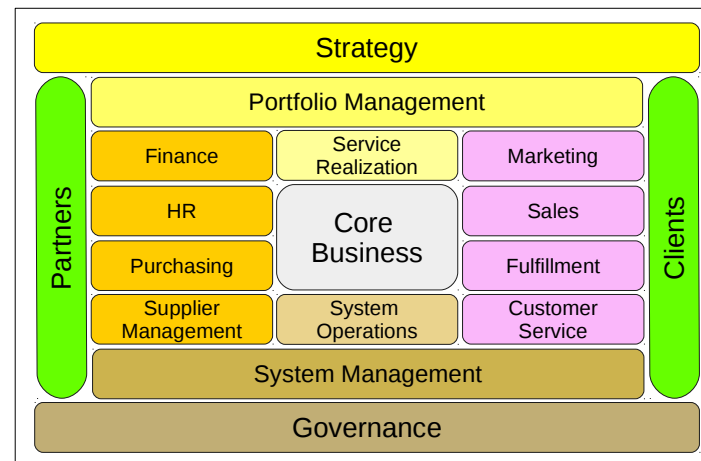 Strategy
Portfolio Management
Partners
Finance
Service
Realization
Marketing
Clients
HR
Core
Business
Sales
Purchasing
Fulfillment
Supplier
Management
System
Operations
Customer
Service
System Management
Governance